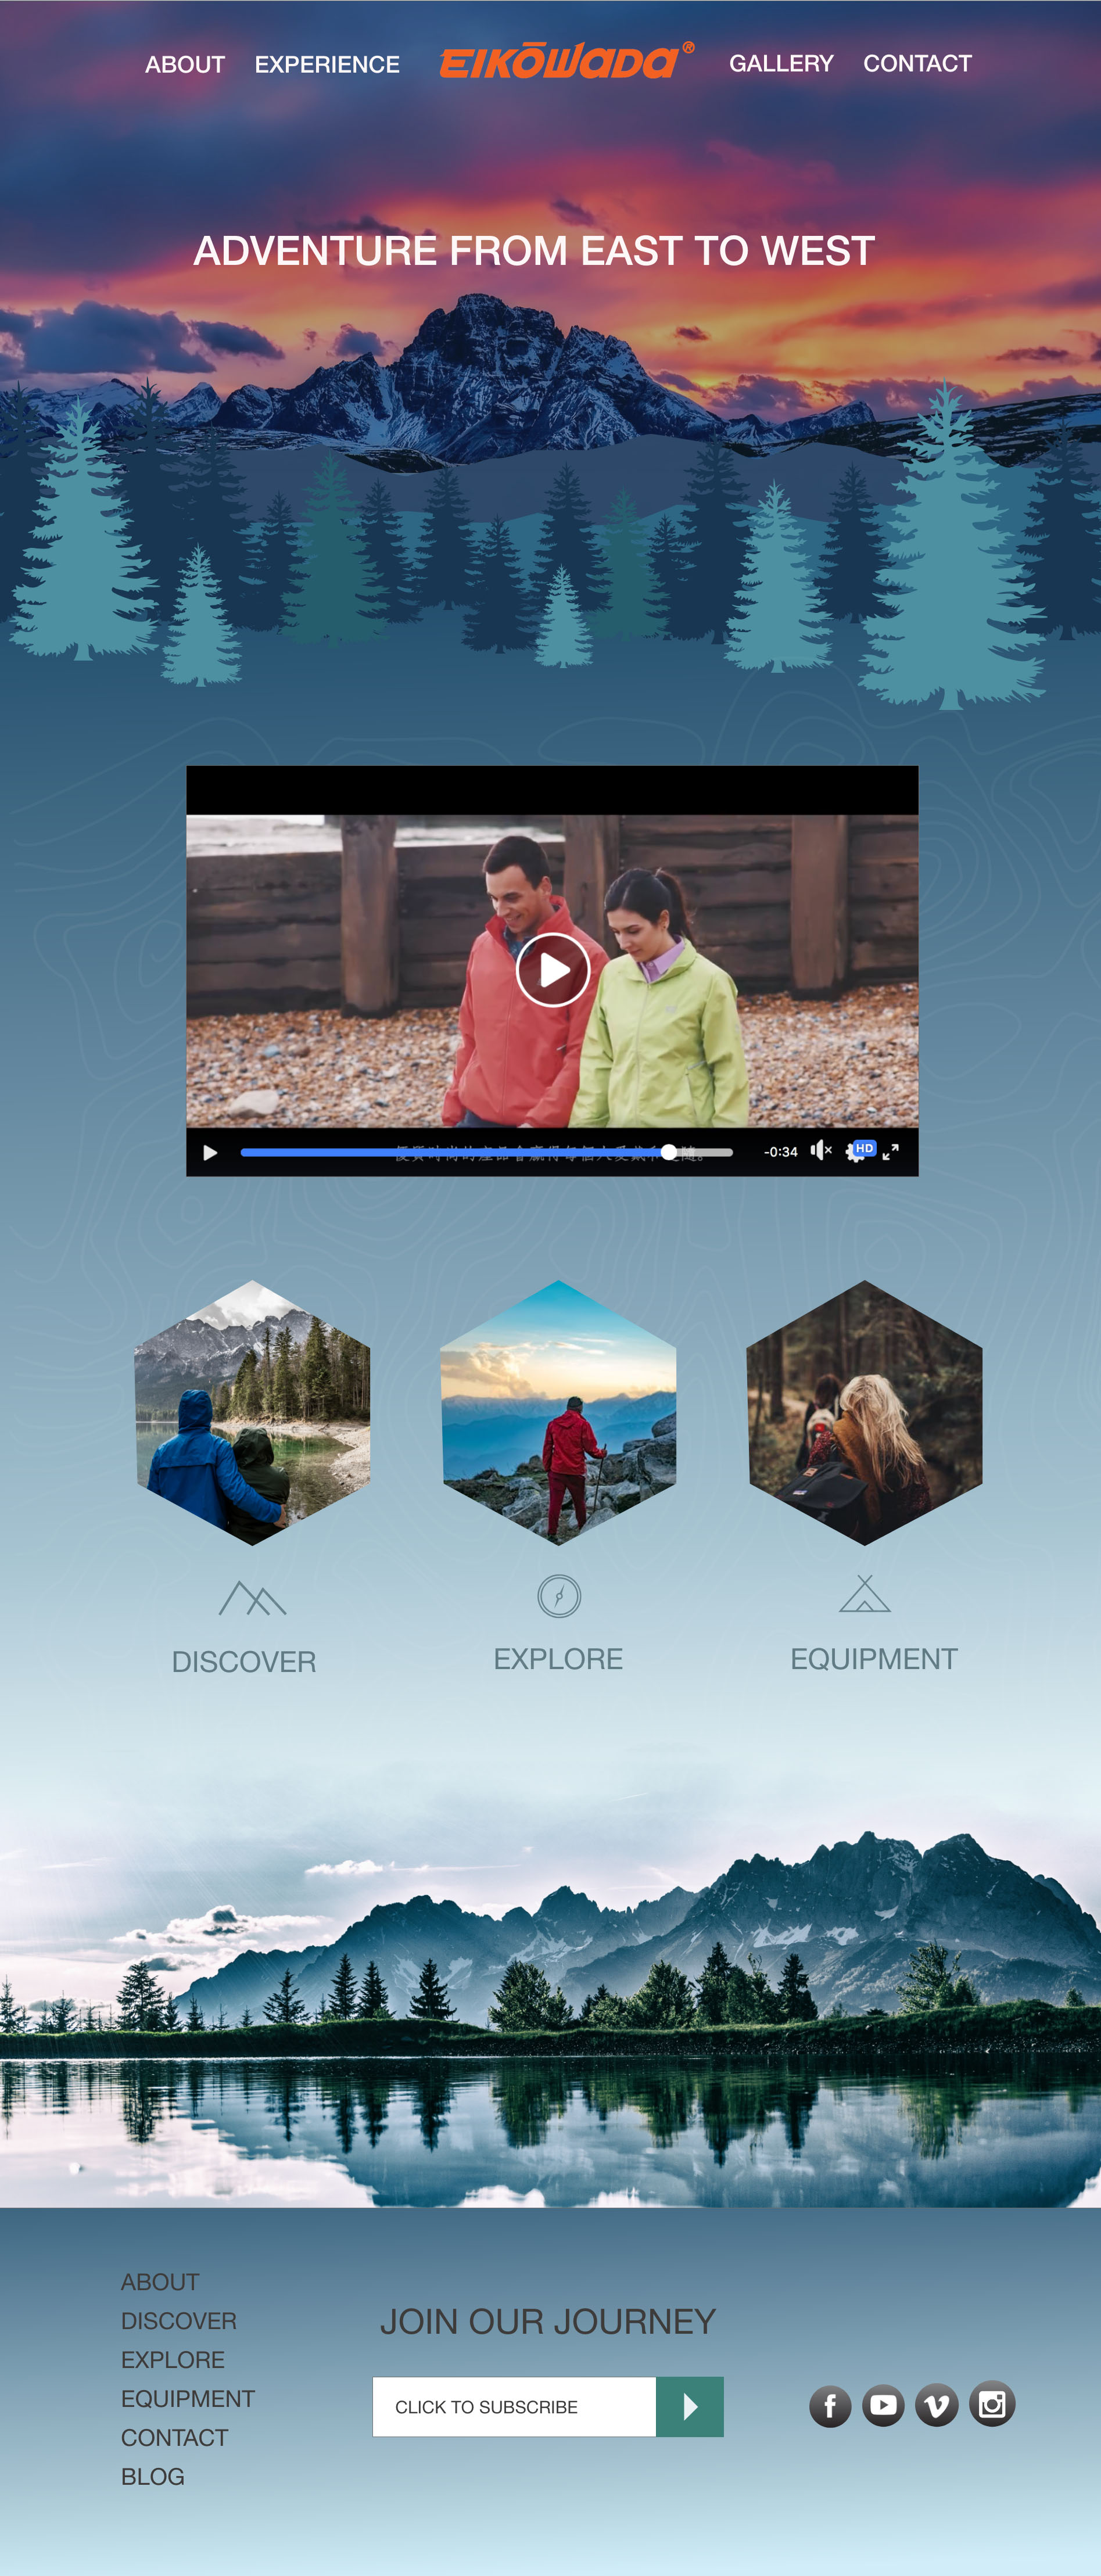 ABOUT EXPERIENCE EIKŌWADA® GALLERY CONTACT
ADVENTURE FROM EAST TO WEST
-0:34 HD
DISCOVER EXPLORE EQUIPMENT
ABOUT
DISCOVER
EXPLORE
EQUIPMENT
CONTACT
BLOG
JOIN OUR JOURNEY
CLICK TO SUBSCRIBE